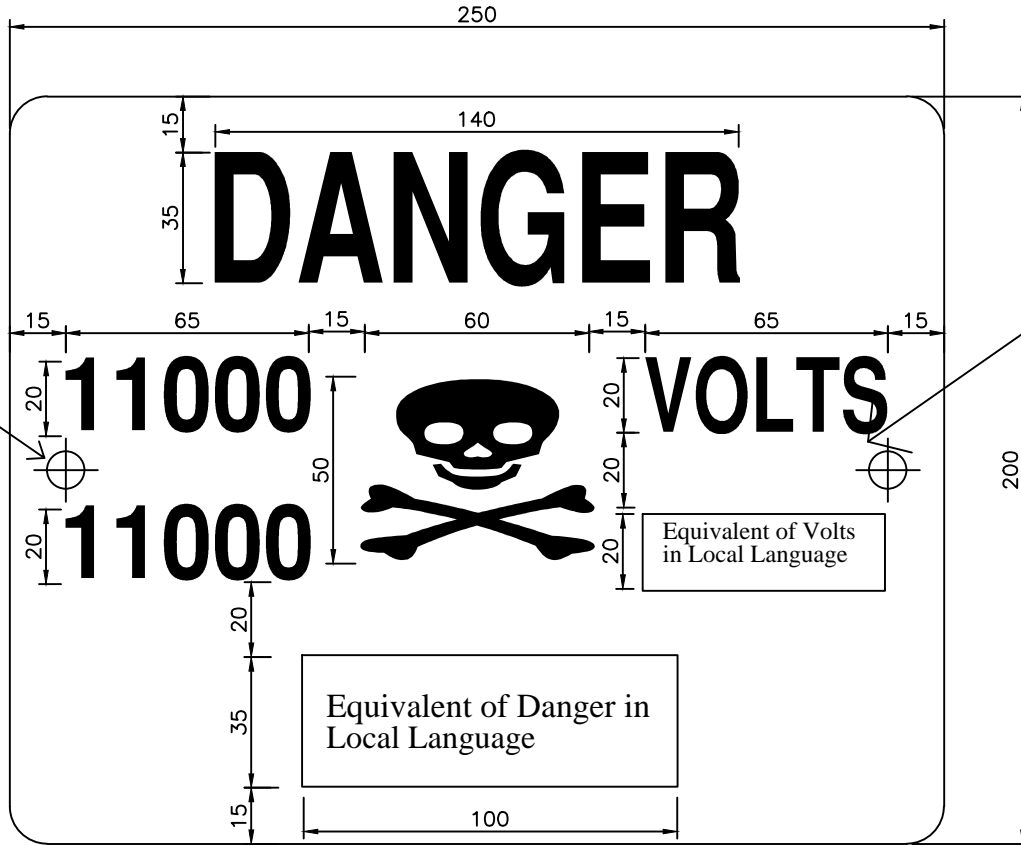 250
15
140
DANGER
35
15 65 15 60 15 65 15
20 11000 VOLTS 20
50
20
200
20 11000
20 Equivalent of Volts
in Local Language
20
35
Equivalent of Danger in
Local Language
15
100